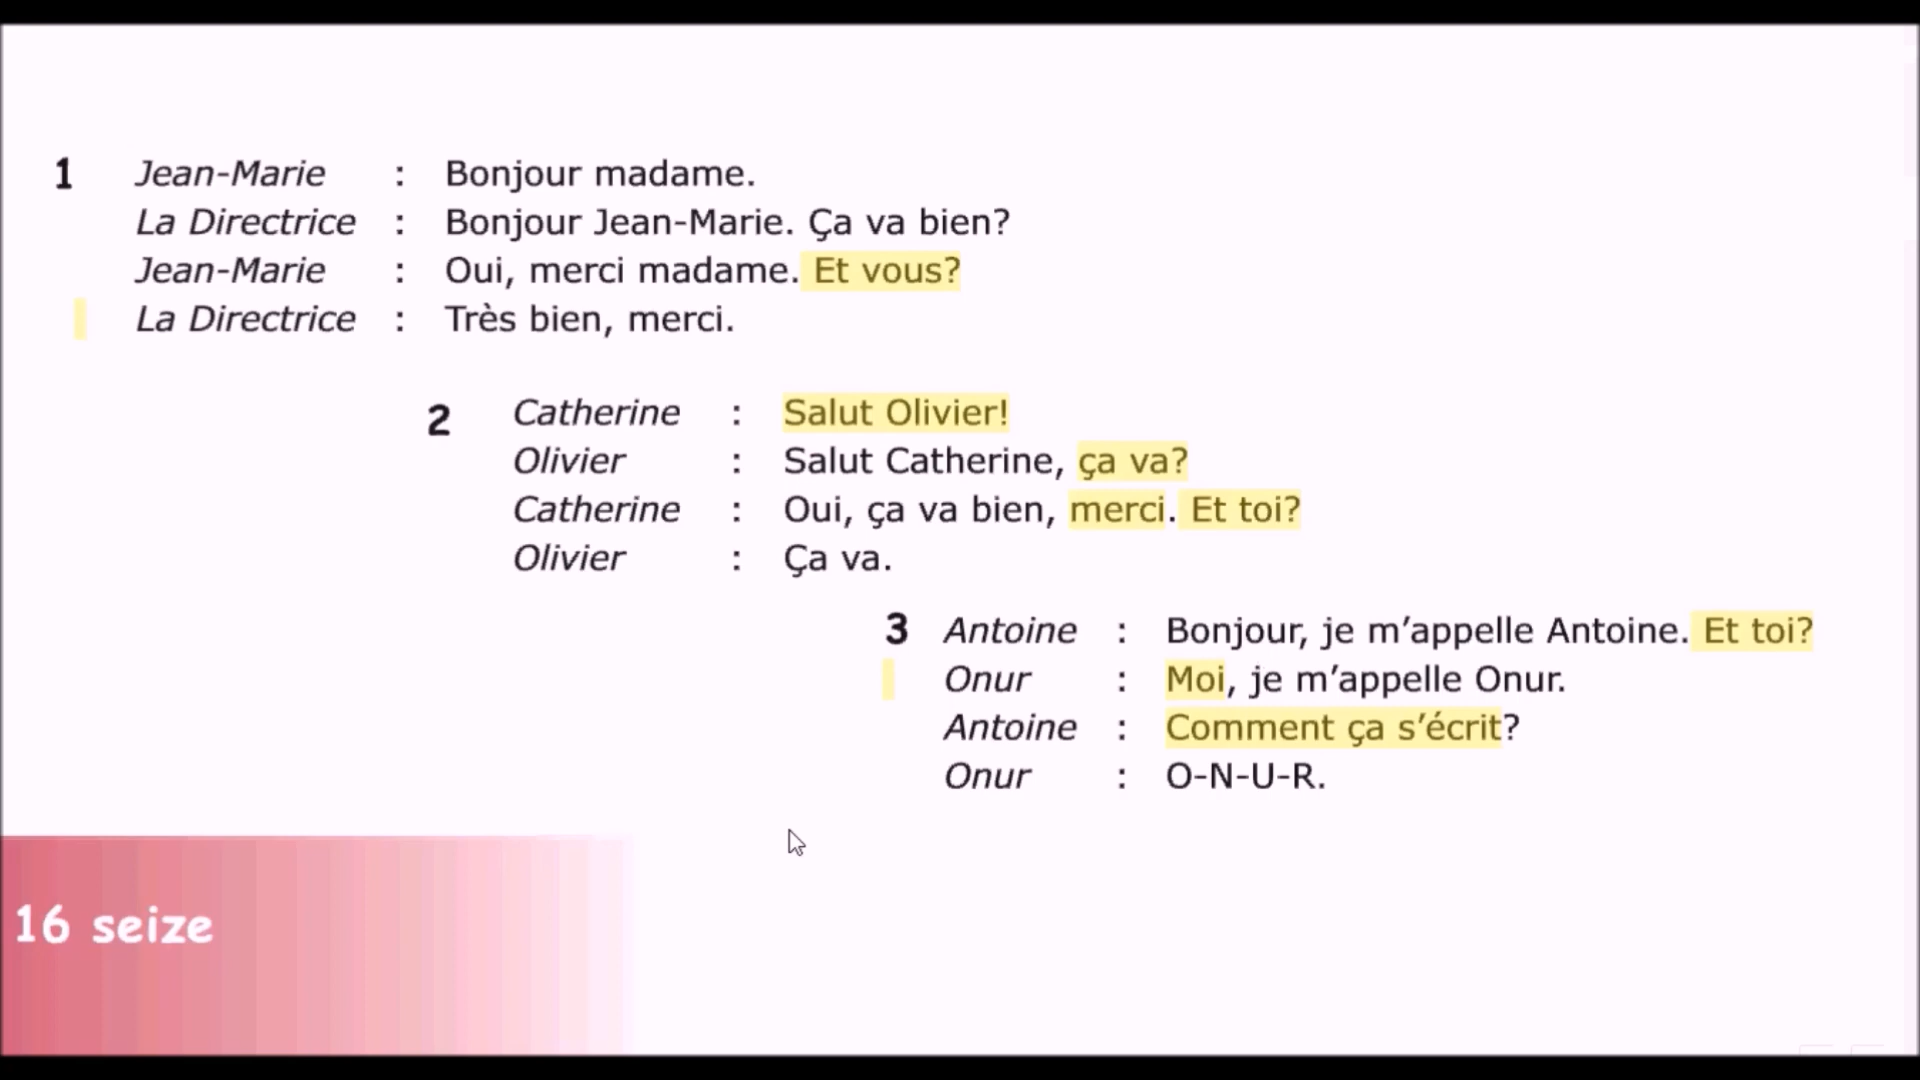 1 Jean-Marie : Bonjour madame.
La Directrice : Bonjour Jean-Marie. Ça va bien?
Jean-Marie : Oui, merci madame. Et vous?
La Directrice : Très bien, merci.
2 Catherine : Salut Olivier!
Olivier : Salut Catherine, ça va?
Catherine : Oui, ça va bien, merci. Et toi?
Olivier : Ça va.
3 Antoine : Bonjour, je m’appelle Antoine. Et toi?
Onur : Moi, je m’appelle Onur.
Antoine : Comment ça s’écrit?
Onur : O-N-U-R.
16 seize